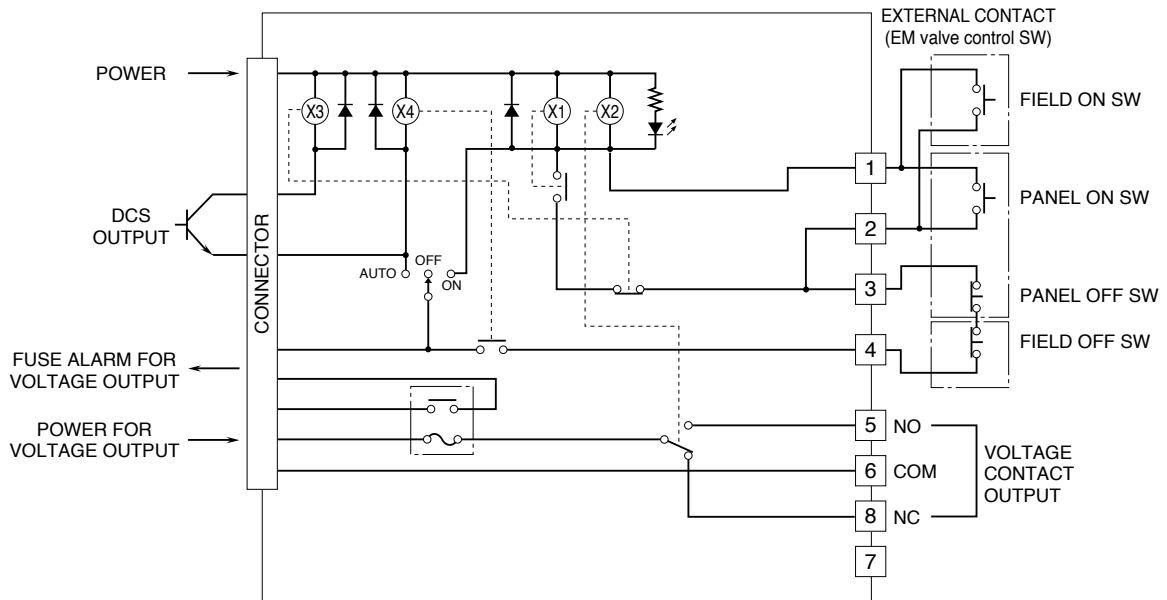 EXTERNAL CONTACT
(EM valve control SW)
POWER
X3
X4
X1
X2
FIELD ON SW
1
PANEL ON SW
DCS
OUTPUT
2
CONNECTOR
AUTO
OFF
ON
3
PANEL OFF SW
4
FIELD OFF SW
FUSE ALARM FOR
VOLTAGE OUTPUT
POWER FOR
VOLTAGE OUTPUT
5 NO
6 COM
8 NC
VOLTAGE
CONTACT
OUTPUT
7